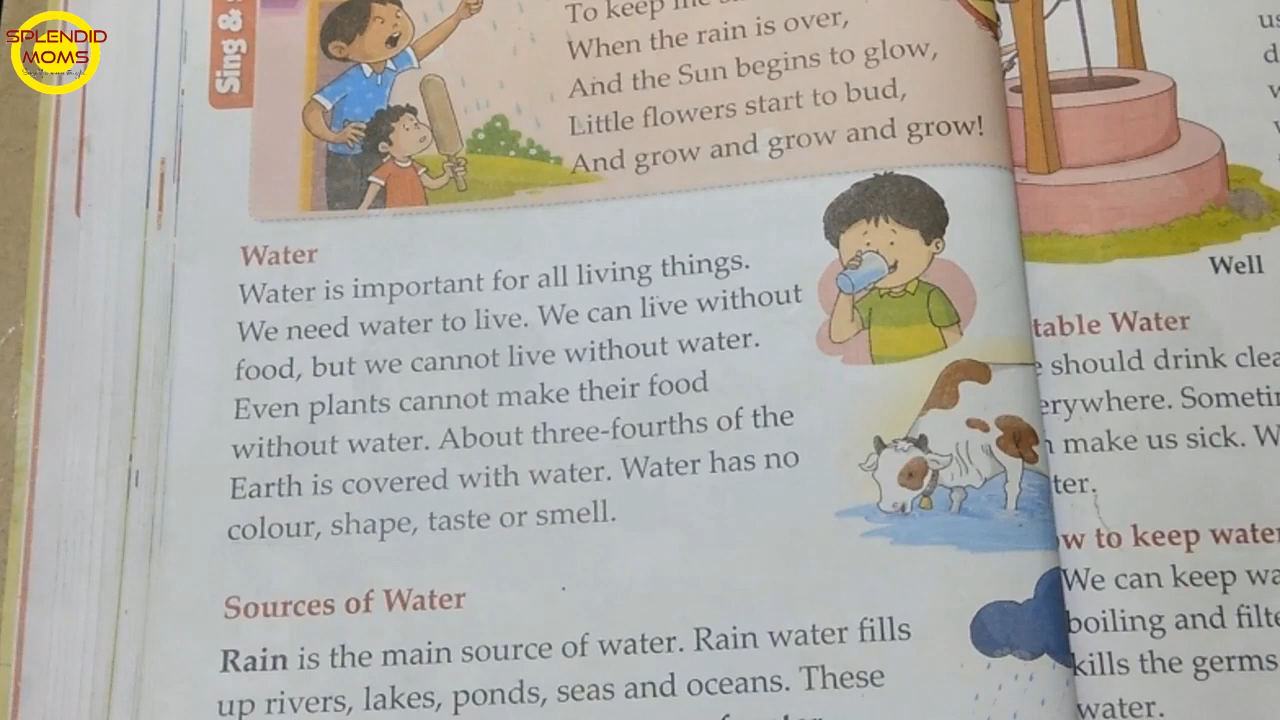 SPLENDID
MOMS
Sing &
To keep
When the rain is over,
And the Sun begins to glow,
Little flowers start to bud,
And grow and grow and grow!
Water
Water is important for all living things.
We need water to live. We can live without
food, but we cannot live without water.
Even plants cannot make their food
without water. About three-fourths of the
Earth is covered with water. Water has no
colour, shape, taste or smell.
Sources of Water
Rain is the main source of water. Rain water fills
up rivers, lakes, ponds, seas and oceans. These
Well
table Water
should drink clea
erywhere. Someti
make us sick. W
ter.
w to keep water
We can keep wa
boiling and filte
kills the germs
water.